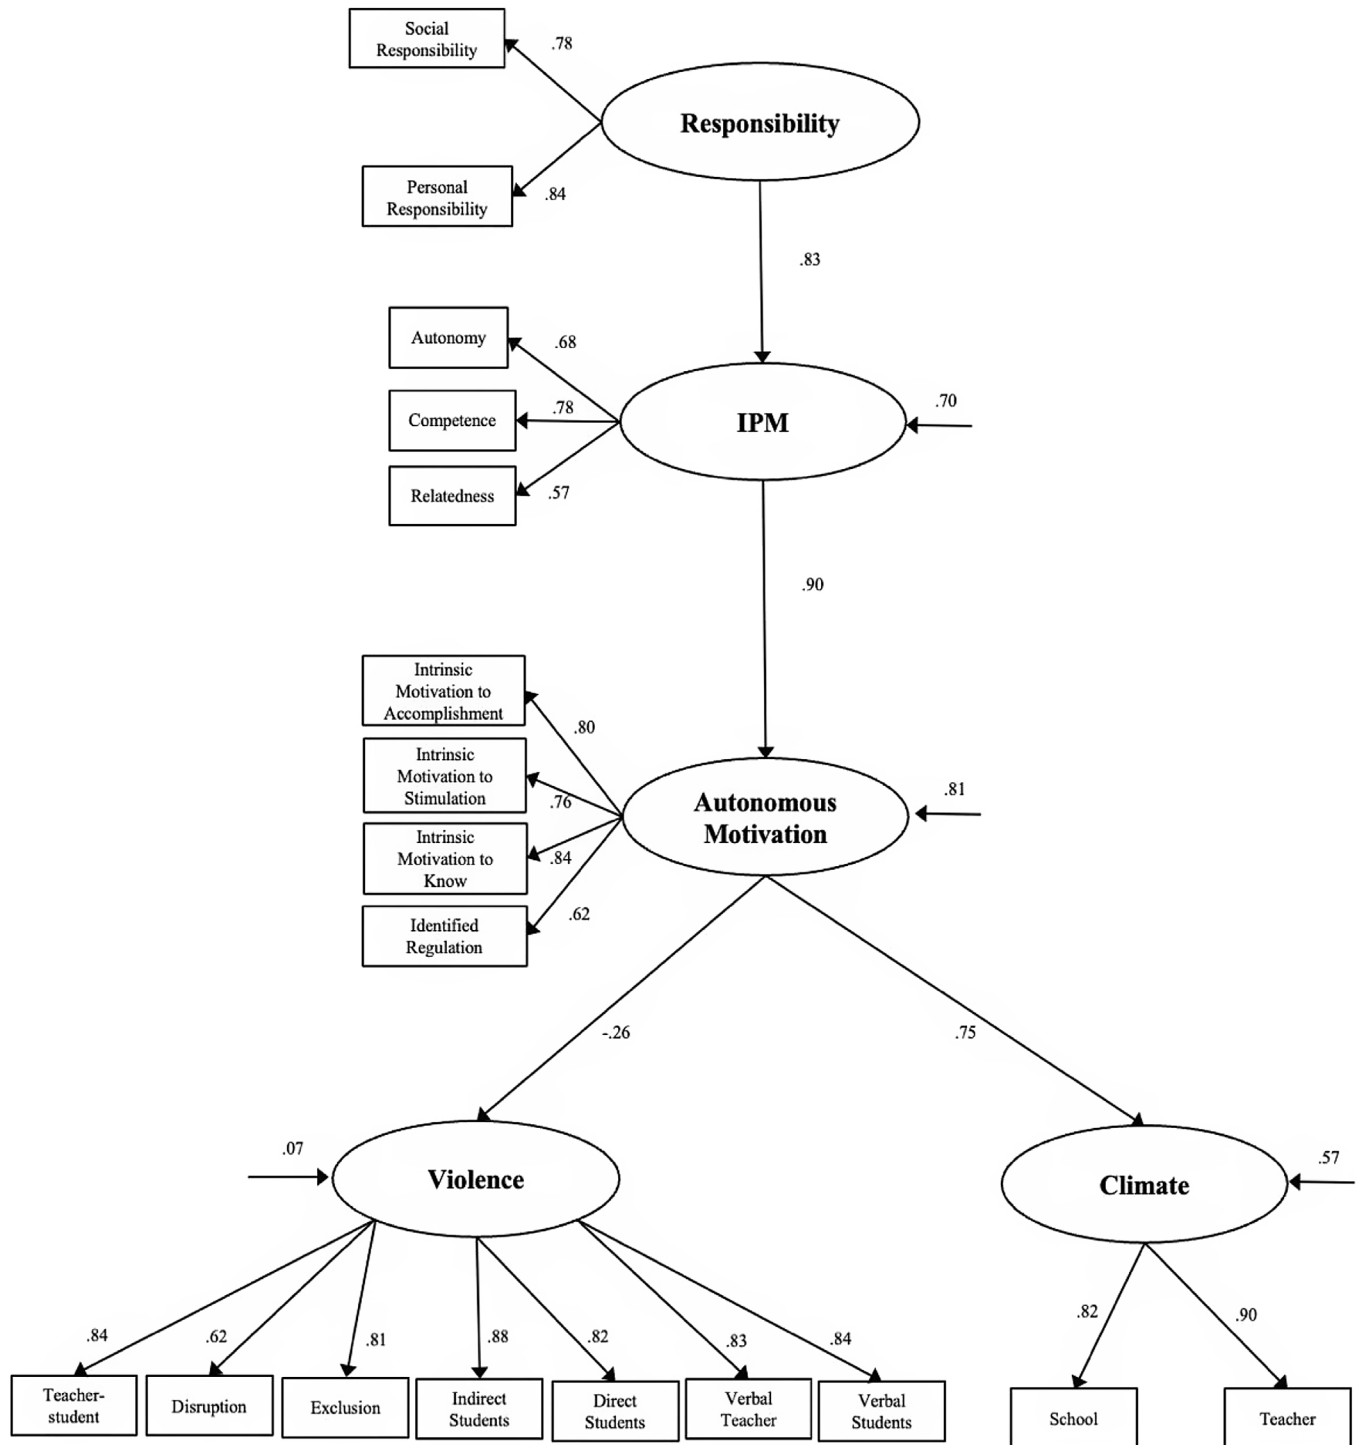 Social
Responsibility
.78
Responsibility
Personal
Responsibility
.84
.83
Autonomy
.68
Competence
.78
IPM
.70
Relatedness
.57
.90
Intrinsic
Motivation to
Accomplishment
.80
Intrinsic
Motivation to
Stimulation
.76
Autonomous
Motivation
.81
Intrinsic
Motivation to
Know
.84
Identified
Regulation
.62
-.26
.75
.07
Violence
Climate
.57
.84
.62
.81
.88
.82
.83
.84
.82
.90
Teacher-
student
Disruption
Exclusion
Indirect
Students
Direct
Students
Verbal
Teacher
Verbal
Students
School
Teacher